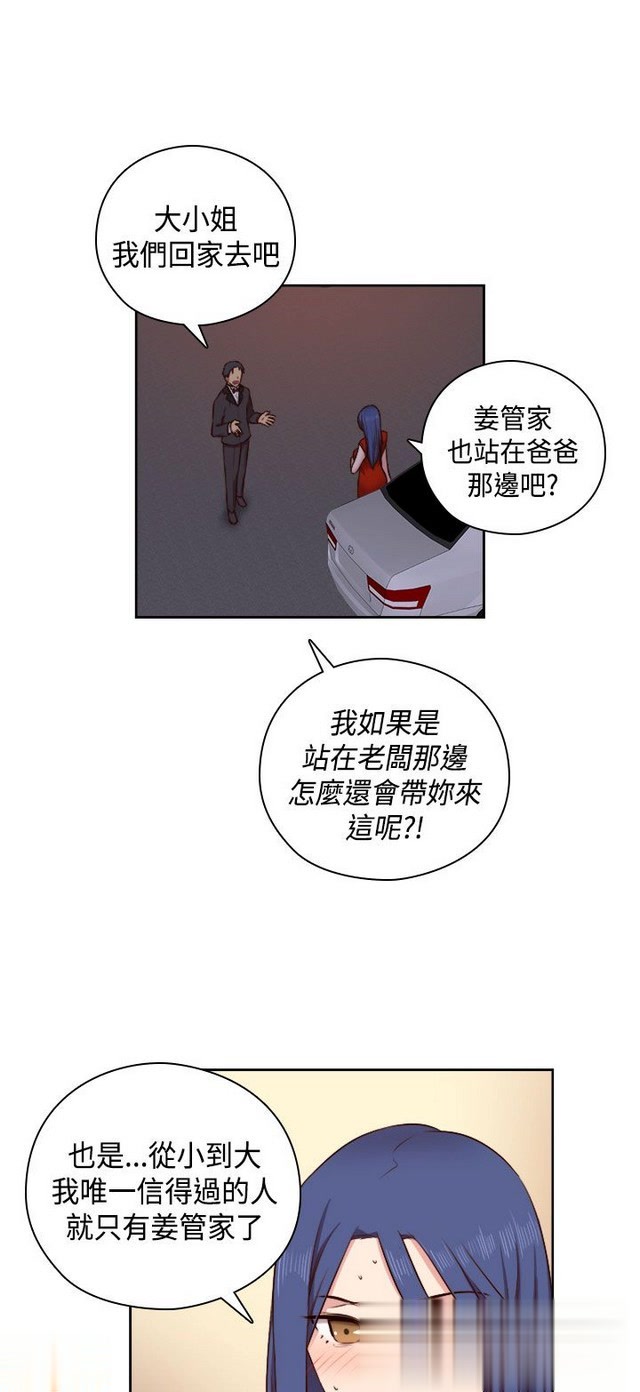 大小姐
我們回家去吧
姜管家
也站在爸爸
那邊吧?
我如果是
站在老闆那邊
怎麼還會帶妳來
這呢?!
也是...從小到大
我唯一信得過的人
就只有姜管家了